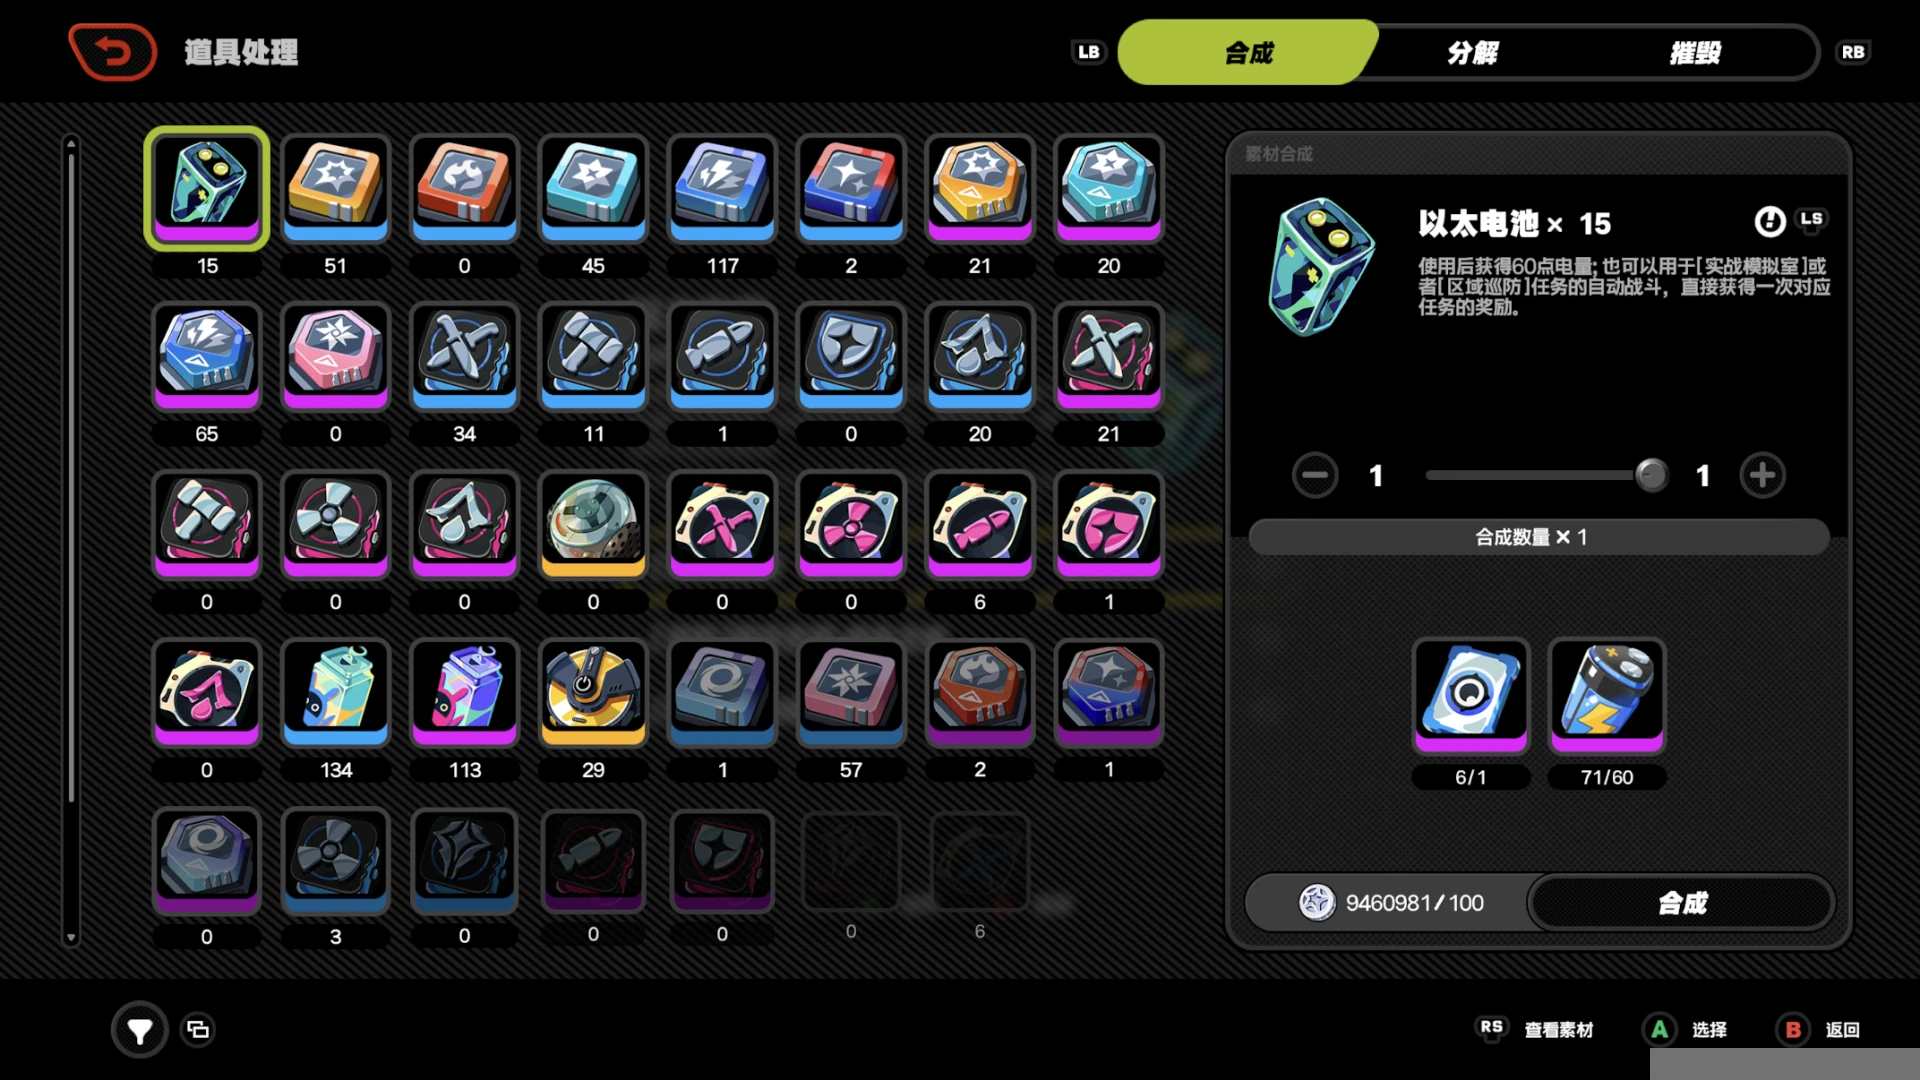 道具处理
LB
合成
分解
摧毁
RB
素材合成
以太电池× 15
LS
使用后获得60点电量；也可以用于[实战模拟室]或
者[区域巡防]任务的自动战斗，直接获得一次对应
任务的奖励。
15 51 0 45 117 2 21 20
65 0 34 11 1 0 20 21
1 1
合成数量 × 1
0 0 0 0 0 0 6 1
0 134 113 29 1 57 2 1
6/1 71/60
0 3 0 0 0 0 6
9460981/100
合成
RS 查看素材
A 选择
B 返回